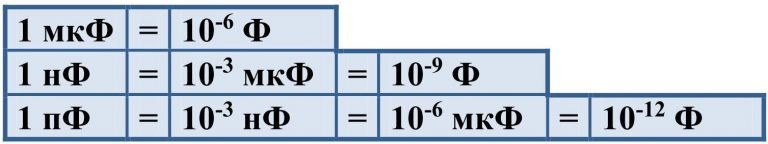 1 мкФ = 10⁻⁶ Ф
1 нФ = 10⁻³ мкФ = 10⁻⁹ Ф
1 пФ = 10⁻³ нФ = 10⁻⁶ мкФ = 10⁻¹² Ф